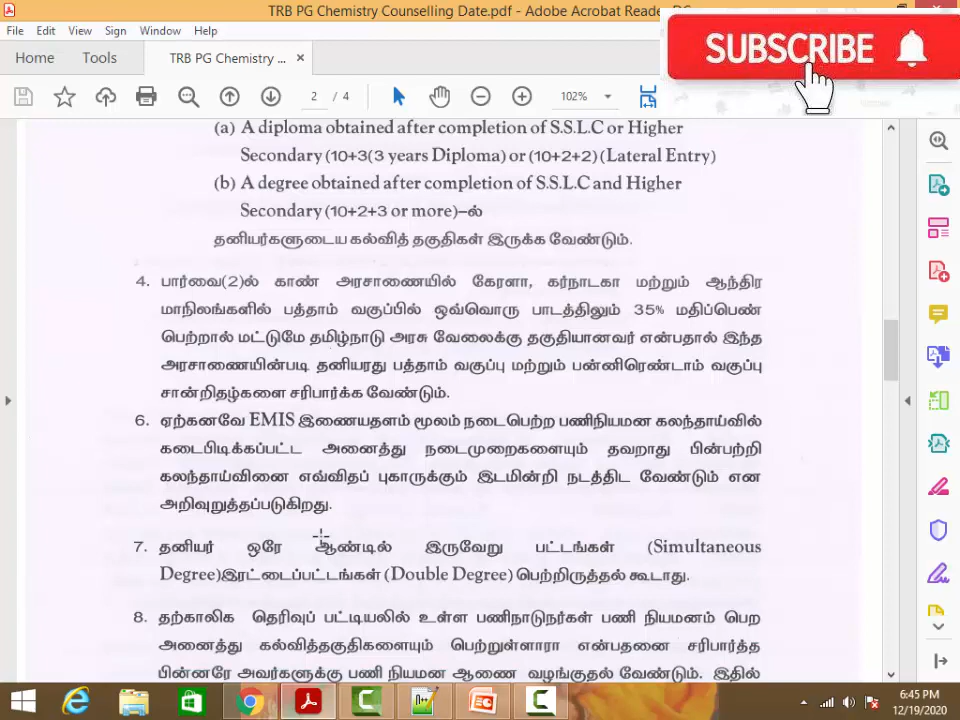 TRB PG Chemistry Counselling Date.pdf - Adobe Acrobat Reader DC
File Edit View Sign Window Help
Home Tools TRB PG Chemistry ... ×
SUBSCRIBE
2 / 4 102%
(a) A diploma obtained after completion of S.S.L.C or Higher
Secondary (10+3(3 years Diploma) or (10+2+2) (Lateral Entry)
(b) A degree obtained after completion of S.S.L.C and Higher
Secondary (10+2+3 or more)-ல்
தனியர்களுடைய கல்வித் தகுதிகள் இருக்க வேண்டும்.
4. பார்வை(2)ல் காண் அரசாணையில் கேரளா, கர்நாடகா மற்றும் ஆந்திர
மாநிலங்களில் பத்தாம் வகுப்பில் ஒவ்வொரு பாடத்திலும் 35% மதிப்பெண்
பெற்றால் மட்டுமே தமிழ்நாடு அரசு வேலைக்கு தகுதியானவர் என்பதால் இந்த
அரசாணையின்படி தனியரது பத்தாம் வகுப்பு மற்றும் பன்னிரெண்டாம் வகுப்பு
சான்றிதழ்களை சரிபார்க்க வேண்டும்.
6. ஏற்கனவே EMIS இணையதளம் மூலம் நடைபெற்ற பணிநியமன கலந்தாய்வில்
கடைபிடிக்கப்பட்ட அனைத்து நடைமுறைகளையும் தவறாது பின்பற்றி
கலந்தாய்வினை எவ்விதப் புகாருக்கும் இடமின்றி நடத்திட வேண்டும் என
அறிவுறுத்தப்படுகிறது.
7. தனியர் ஒரே ஆண்டில் இருவேறு பட்டங்கள் (Simultaneous
Degree)இரட்டைப்பட்டங்கள் (Double Degree) பெற்றிருத்தல் கூடாது.
8. தற்காலிக தெரிவுப் பட்டியலில் உள்ள பணிநாடுநர்கள் பணி நியமனம் பெற
அனைத்து கல்வித்தகுதிகளையும் பெற்றுள்ளாரா என்பதனை சரிபார்த்த
பின்னரே அவர்களுக்கு பணி நியமன ஆணை வழங்குதல் வேண்டும். இதில்
6:45 PM
12/19/2020